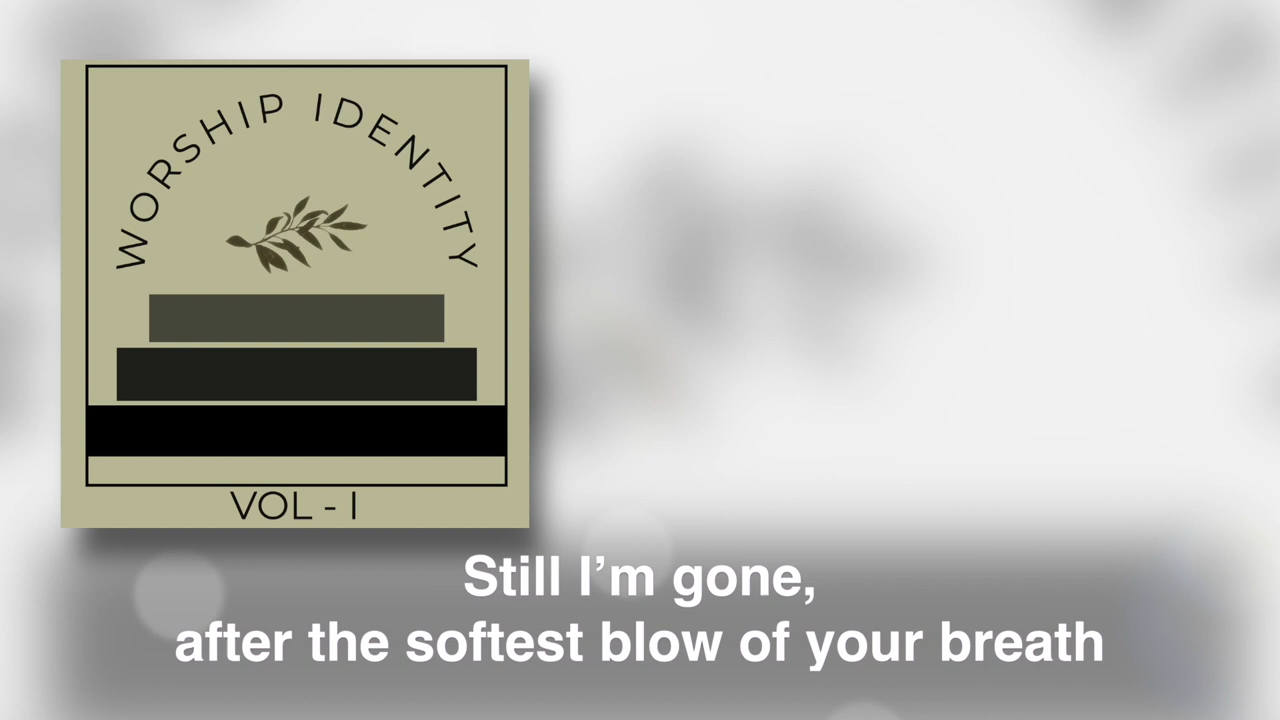 WORSHIP IDENTITY
VOL - I
Still I’m gone,
after the softest blow of your breath